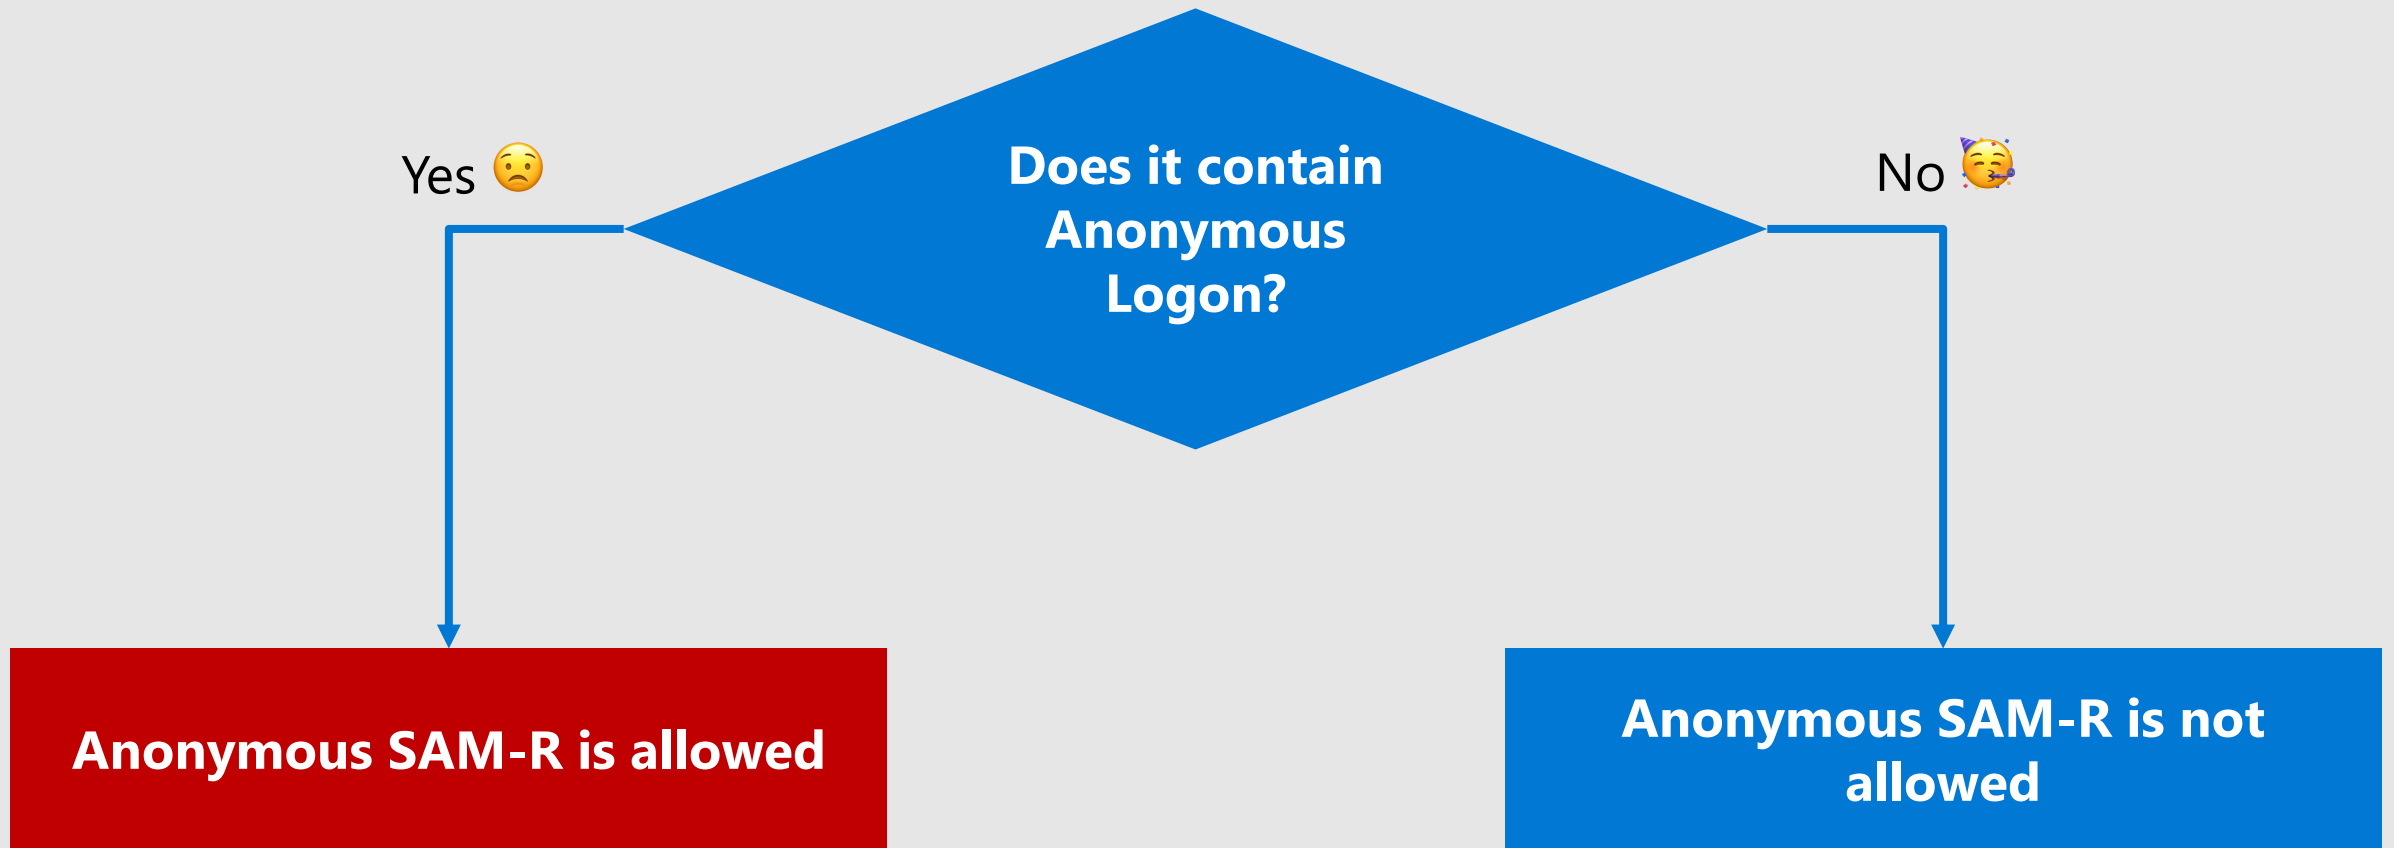 Does it contain
Anonymous
Logon?
Yes 😟
No 🥳
Anonymous SAM-R is allowed
Anonymous SAM-R is not
allowed